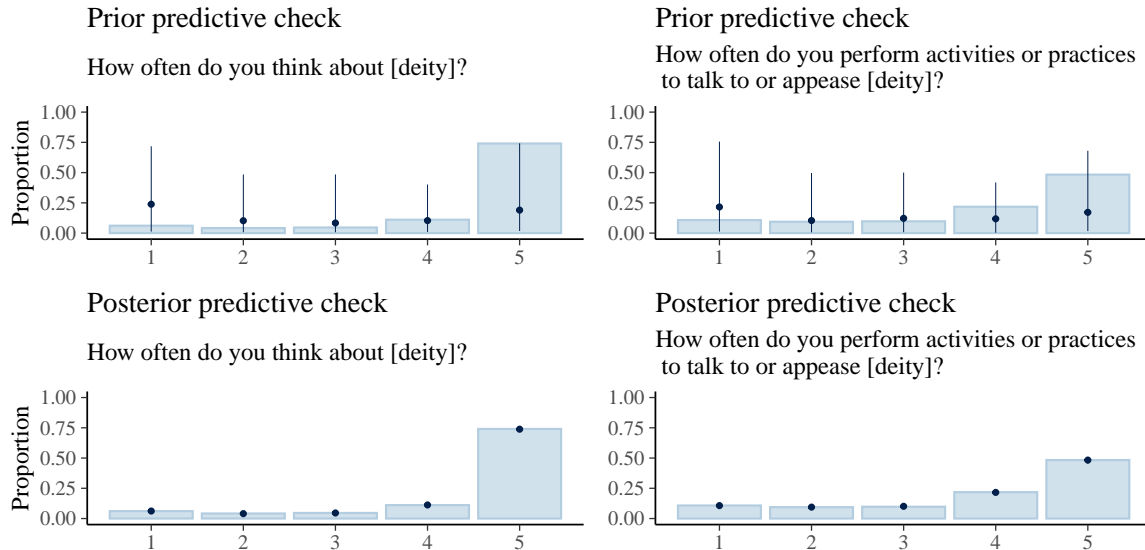 Prior predictive check
How often do you think about [deity]?
Proportion
1.00
0.75
0.50
0.25
0.00
1 2 3 4 5
Prior predictive check
How often do you perform activities or practices
to talk to or appease [deity]?
1.00
0.75
0.50
0.25
0.00
1 2 3 4 5
Posterior predictive check
How often do you think about [deity]?
Proportion
1.00
0.75
0.50
0.25
0.00
1 2 3 4 5
Posterior predictive check
How often do you perform activities or practices
to talk to or appease [deity]?
1.00
0.75
0.50
0.25
0.00
1 2 3 4 5